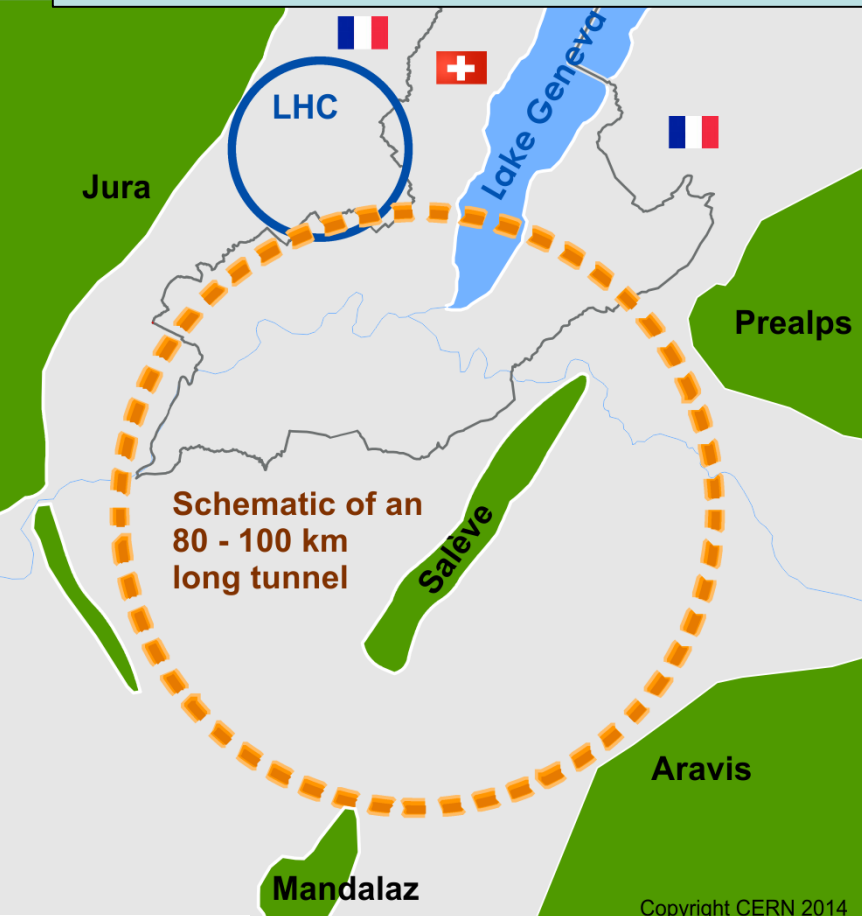 LHC
Lake Geneva
Jura
Prealps
Schematic of an
80 - 100 km
long tunnel
Salève
Aravis
Mandalaz
Copyright CERN 2014